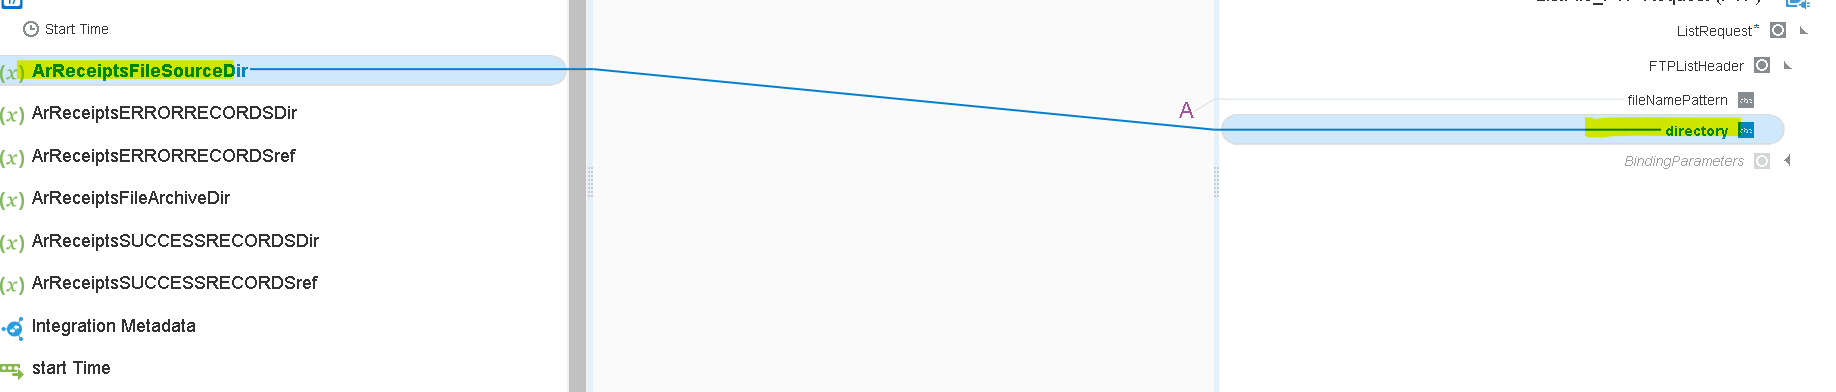 Start Time
ArReceiptsFileSourceDir
ArReceiptsERRORRECORDSDir
ArReceiptsERRORRECORDSref
ArReceiptsFileArchiveDir
ArReceiptsSUCCESSRECORDSDir
ArReceiptsSUCCESSRECORDSref
Integration Metadata
start Time
A
ListRequest*
FTPListHeader
fileNamePattern
directory
BindingParameters